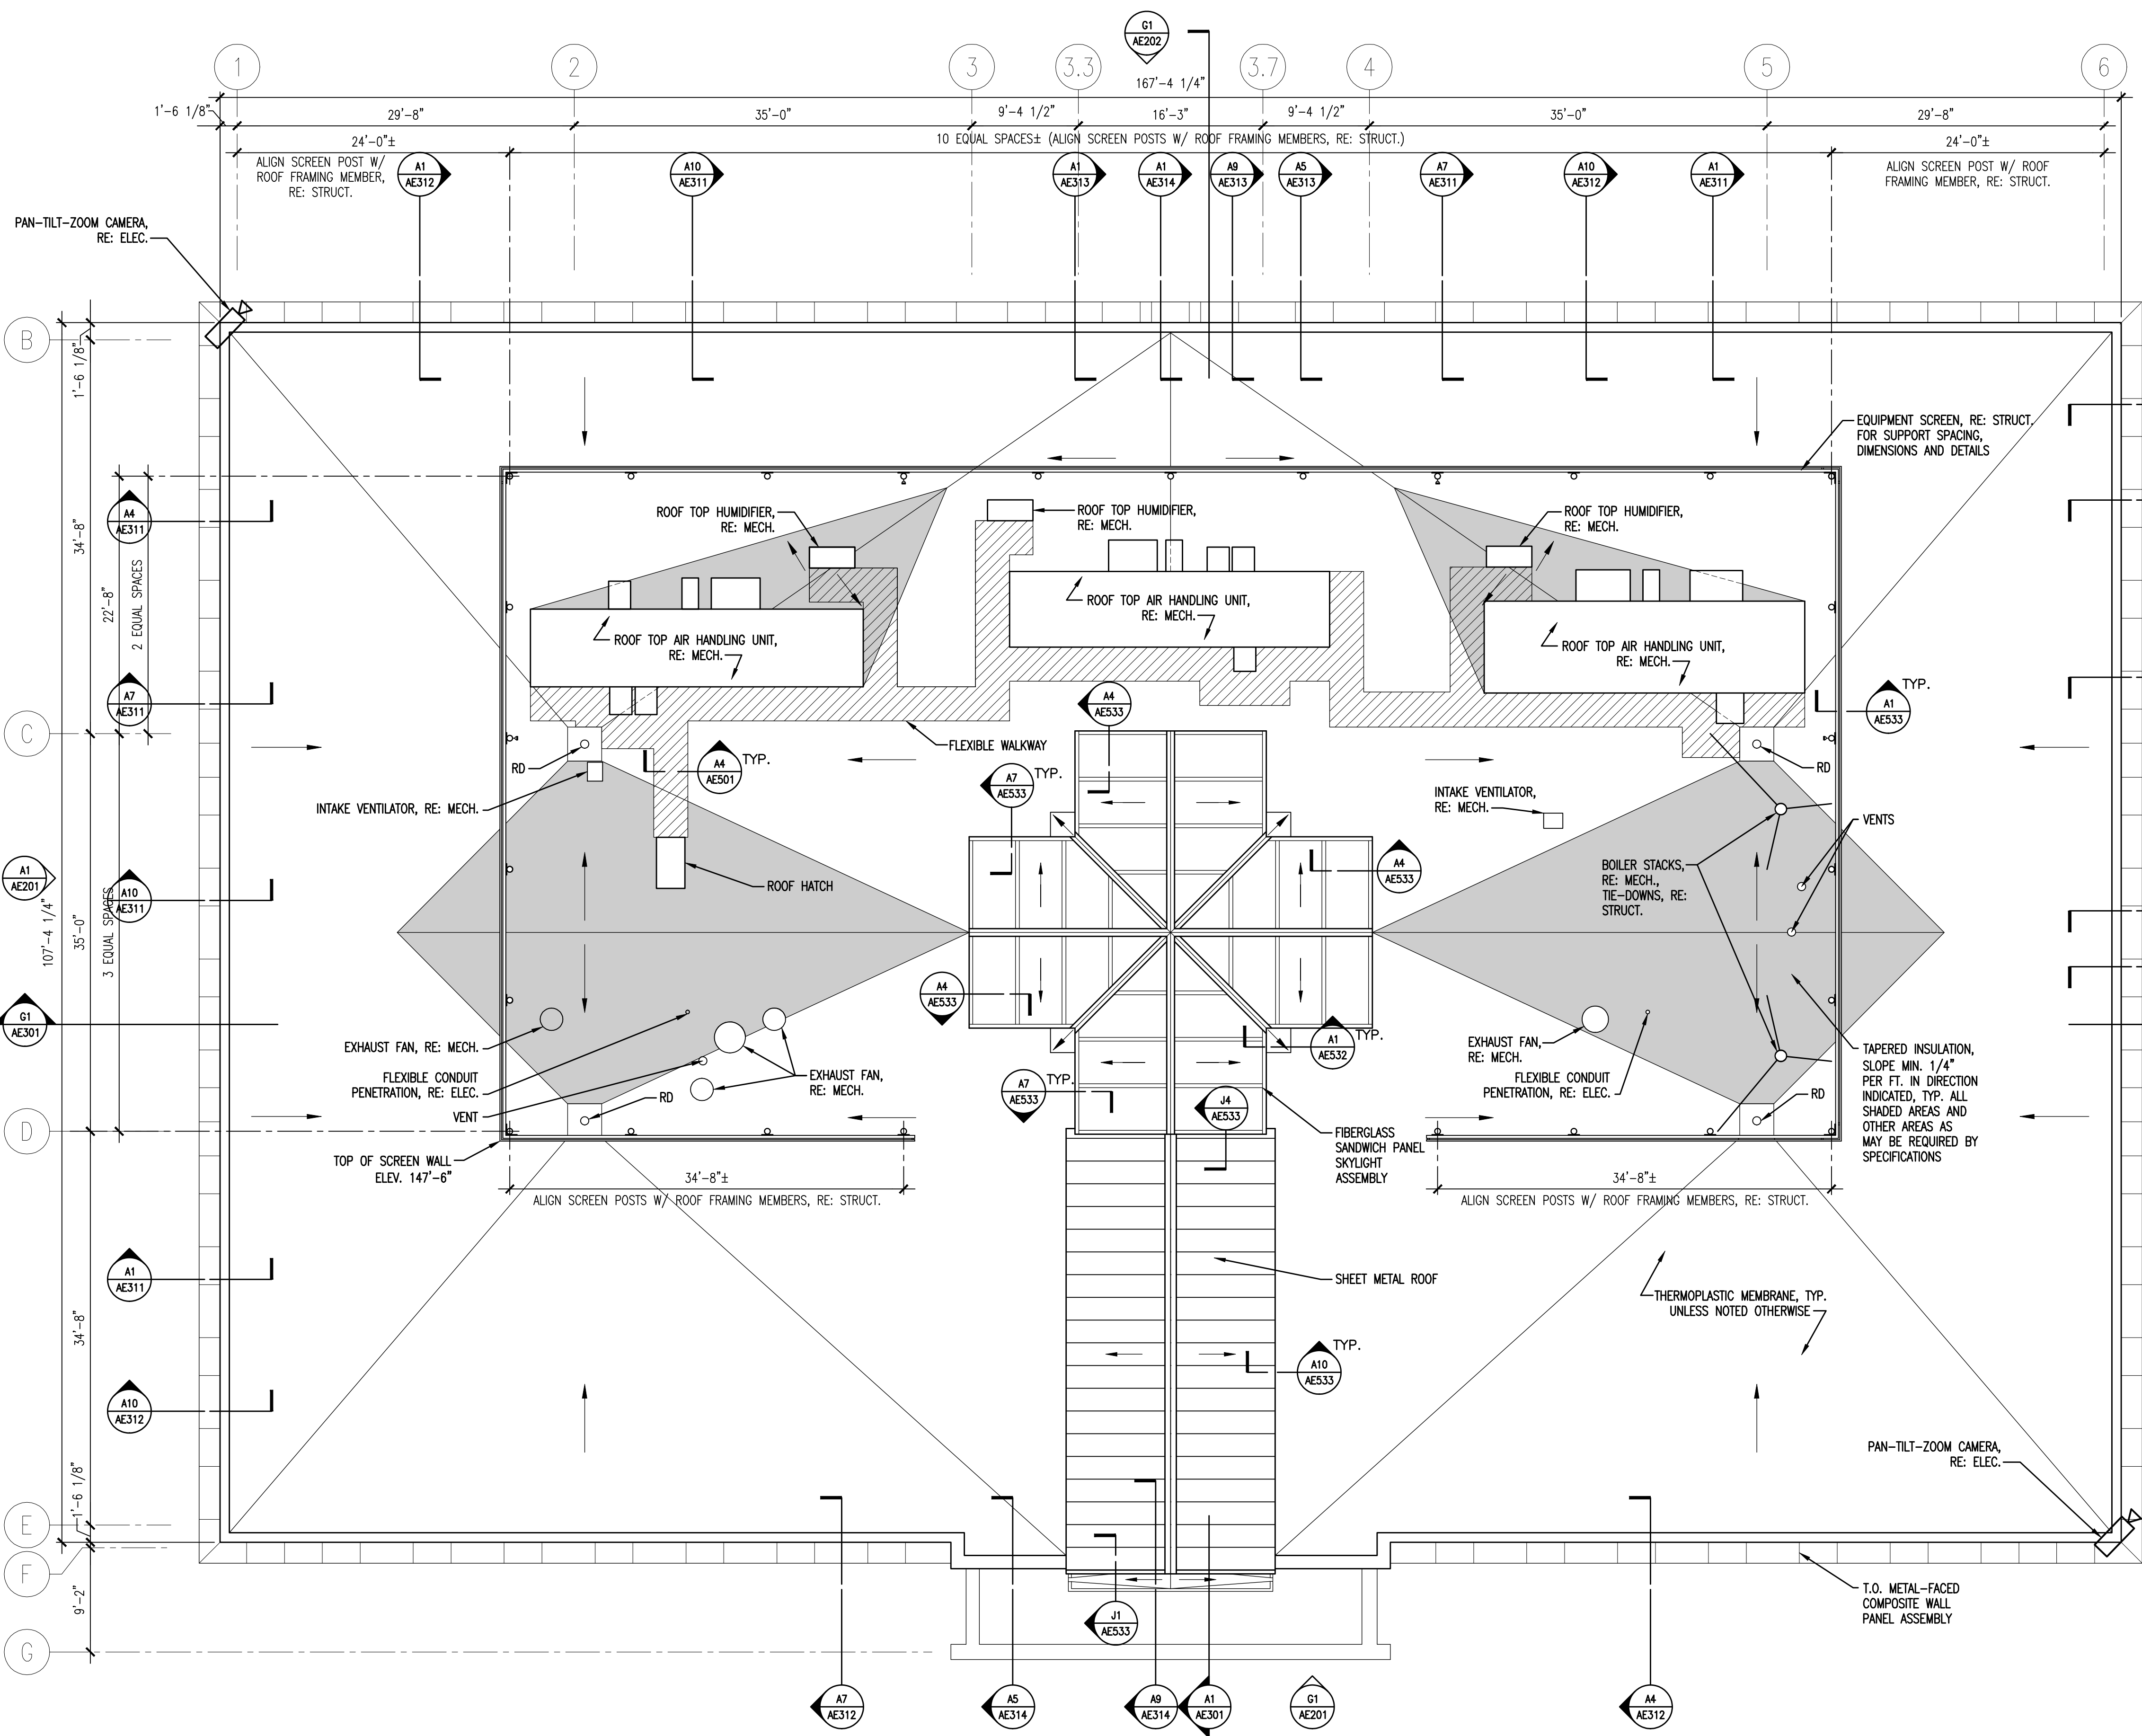 G1
AE202
1
2
3
3.3
3.7
4
5
6
167'-4 1/4"
1'-6 1/8"
29'-8"
35'-0"
9'-4 1/2"
16'-3"
9'-4 1/2"
35'-0"
29'-8"
24'-0"±
10 EQUAL SPACES± (ALIGN SCREEN POSTS W/ ROOF FRAMING MEMBERS, RE: STRUCT.)
24'-0"±
ALIGN SCREEN POST W/
ROOF FRAMING MEMBER,
RE: STRUCT.
A1
AE312
A10
AE311
A1
AE313
A1
AE314
A9
AE313
A5
AE313
A7
AE311
A10
AE312
A1
AE311
ALIGN SCREEN POST W/ ROOF
FRAMING MEMBER, RE: STRUCT.
PAN-TILT-ZOOM CAMERA,
RE: ELEC.
B
1'-6 1/8"
EQUIPMENT SCREEN, RE: STRUCT.
FOR SUPPORT SPACING,
DIMENSIONS AND DETAILS
A4
AE311
34'-8"
22'-8"
2 EQUAL SPACES
ROOF TOP HUMIDIFIER,
RE: MECH.
ROOF TOP HUMIDIFIER,
RE: MECH.
ROOF TOP HUMIDIFIER,
RE: MECH.
ROOF TOP AIR HANDLING UNIT,
RE: MECH.
ROOF TOP AIR HANDLING UNIT,
RE: MECH.
ROOF TOP AIR HANDLING UNIT,
RE: MECH.
A7
AE311
A4
AE533
A1
AE533
TYP.
C
FLEXIBLE WALKWAY
RD
A4
AE501
TYP.
A7
AE533
TYP.
RD
INTAKE VENTILATOR, RE: MECH.
INTAKE VENTILATOR,
RE: MECH.
VENTS
A1
AE201
A10
AE311
ROOF HATCH
A4
AE533
BOILER STACKS,
RE: MECH.,
TIE-DOWNS, RE:
STRUCT.
107'-4 1/4"
35'-0"
3 EQUAL SPACES
A4
AE533
G1
AE301
EXHAUST FAN, RE: MECH.
FLEXIBLE CONDUIT
PENETRATION, RE: ELEC.
VENT
EXHAUST FAN,
RE: MECH.
RD
A1
AE532
TYP.
EXHAUST FAN,
RE: MECH.
FLEXIBLE CONDUIT
PENETRATION, RE: ELEC.
RD
TAPERED INSULATION,
SLOPE MIN. 1/4"
PER FT. IN DIRECTION
INDICATED, TYP. ALL
SHADED AREAS AND
OTHER AREAS AS
MAY BE REQUIRED BY
SPECIFICATIONS
A7
AE533
TYP.
J4
AE533
D
FIBERGLASS
SANDWICH PANEL
SKYLIGHT
ASSEMBLY
TOP OF SCREEN WALL
ELEV. 147'-6"
34'-8"±
ALIGN SCREEN POSTS W/ ROOF FRAMING MEMBERS, RE: STRUCT.
34'-8"±
ALIGN SCREEN POSTS W/ ROOF FRAMING MEMBERS, RE: STRUCT.
A1
AE311
SHEET METAL ROOF
THERMOPLASTIC MEMBRANE, TYP.
UNLESS NOTED OTHERWISE
34'-8"
A10
AE533
TYP.
A10
AE312
PAN-TILT-ZOOM CAMERA,
RE: ELEC.
1'-6 1/8"
E
F
9'-2"
T.O. METAL-FACED
COMPOSITE WALL
PANEL ASSEMBLY
J1
AE533
G
A7
AE312
A5
AE314
A9
AE314
A1
AE301
G1
AE201
A4
AE312